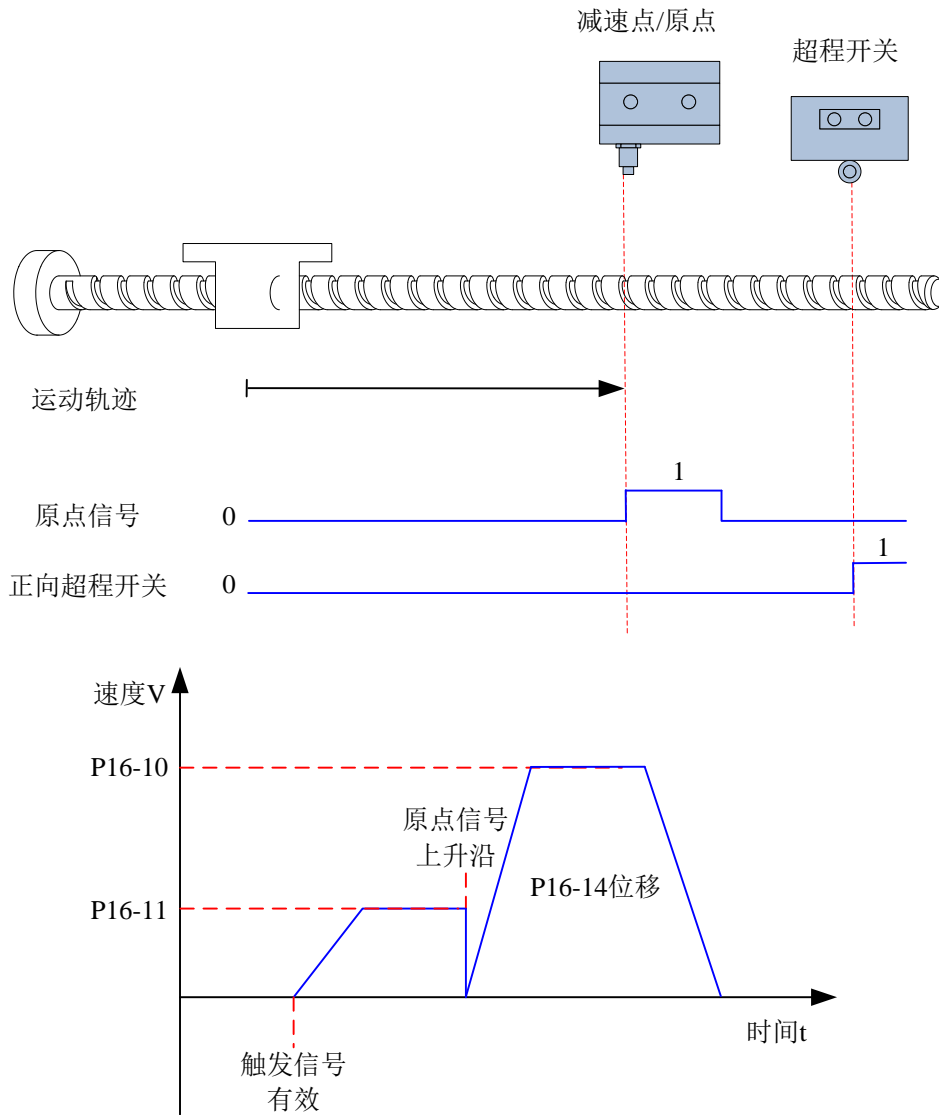 减速点/原点
超程开关
运动轨迹
1
原点信号
0
1
正向超程开关
0
速度V
P16-10
原点信号
上升沿
P16-14位移
P16-11
时间t
触发信号
有效